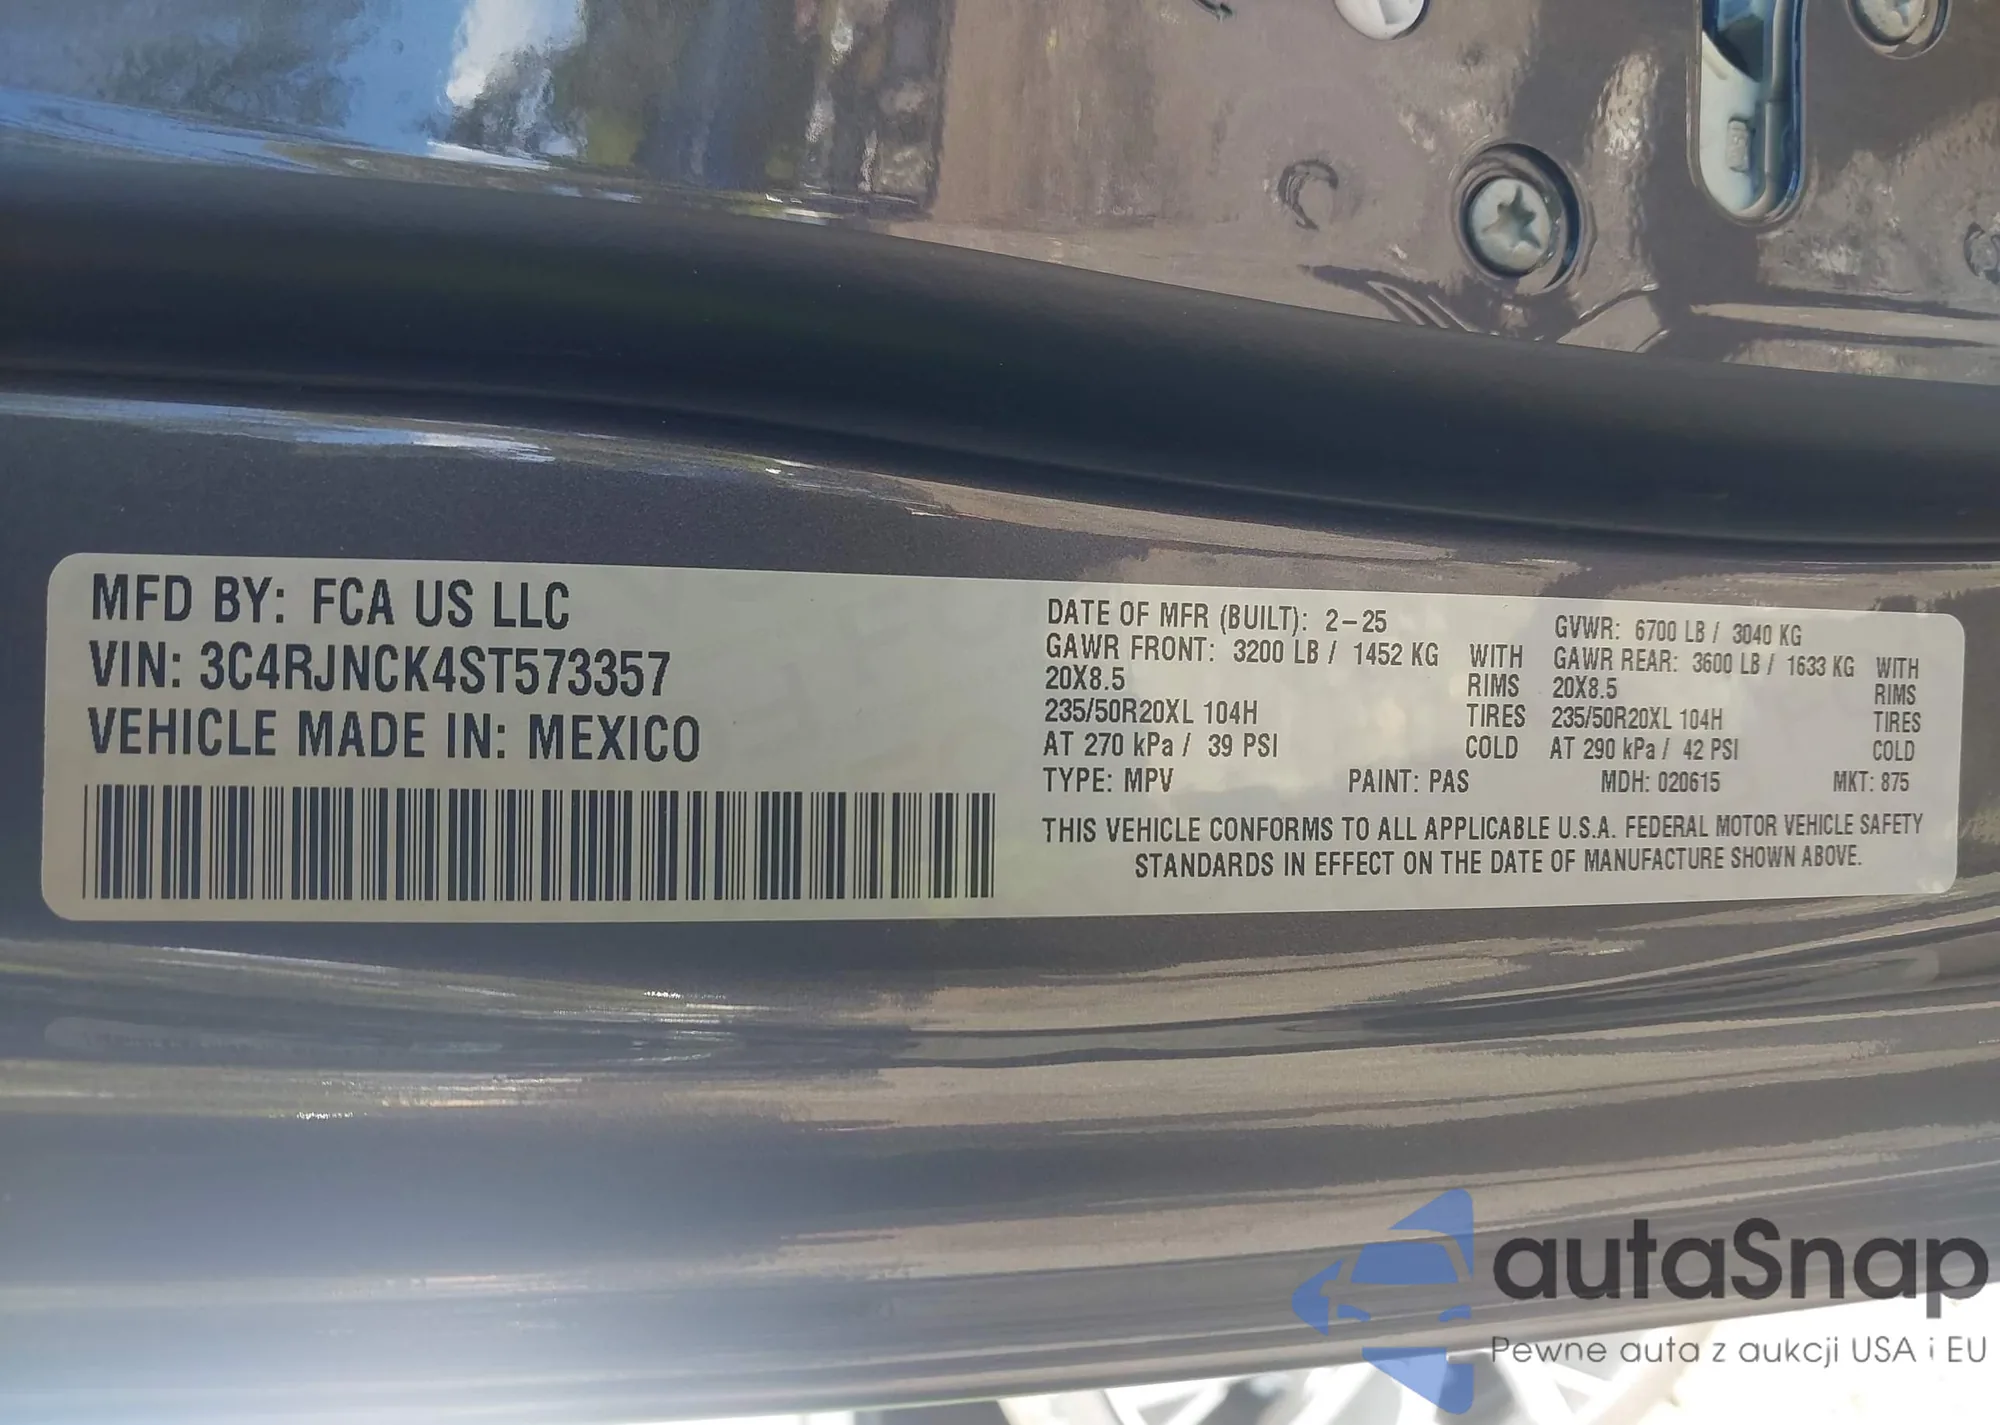 MFD BY: FCA US LLC
VIN: 3C4RJNCK4ST573357
VEHICLE MADE IN: MEXICO
DATE OF MFR (BUILT): 2-25
GAWR FRONT: 3200 LB / 1452 KG WITH
20X8.5 RIMS
235/50R20XL 104H TIRES
AT 270 kPa / 39 PSI COLD
GVWR: 6700 LB / 3040 KG
GAWR REAR: 3600 LB / 1633 KG WITH
20X8.5 RIMS
235/50R20XL 104H TIRES
AT 290 kPa / 42 PSI COLD
TYPE: MPV PAINT: PAS MDH: 020615 MKT: 875
THIS VEHICLE CONFORMS TO ALL APPLICABLE U.S.A. FEDERAL MOTOR VEHICLE SAFETY
STANDARDS IN EFFECT ON THE DATE OF MANUFACTURE SHOWN ABOVE.
autaSnap
Pewne auta z aukcji USA i EU